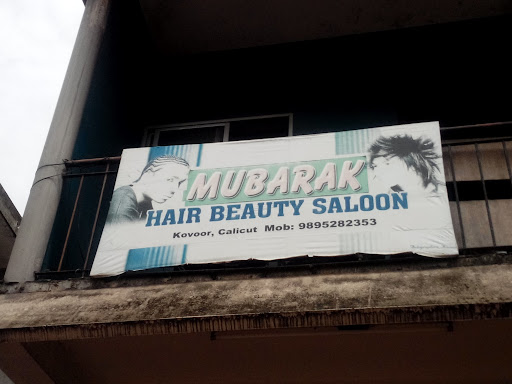 MUBARAK
HAIR BEAUTY SALOON
Kovoor, Calicut Mob: 9895282353